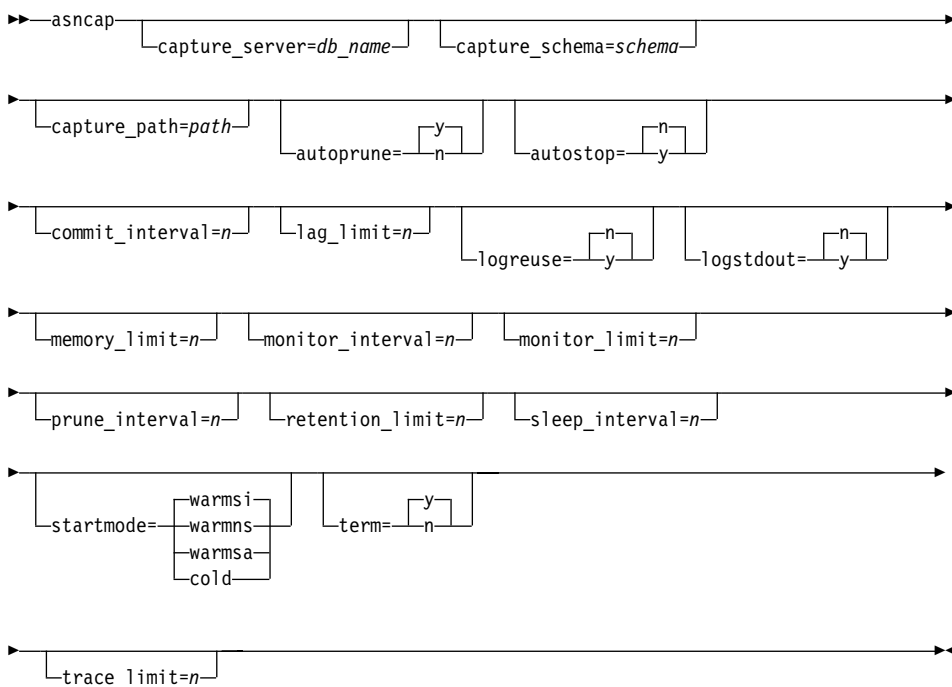 asncap
capture_server=db_name capture_schema=schema
capture_path=path autoprune= y n autostop= n y
commit_interval=n lag_limit=n logreuse= n y logstdout= n y
memory_limit=n monitor_interval=n monitor_limit=n
prune_interval=n retention_limit=n sleep_interval=n
startmode= warmsi warmns warmsa cold term= y n
trace_limit=n